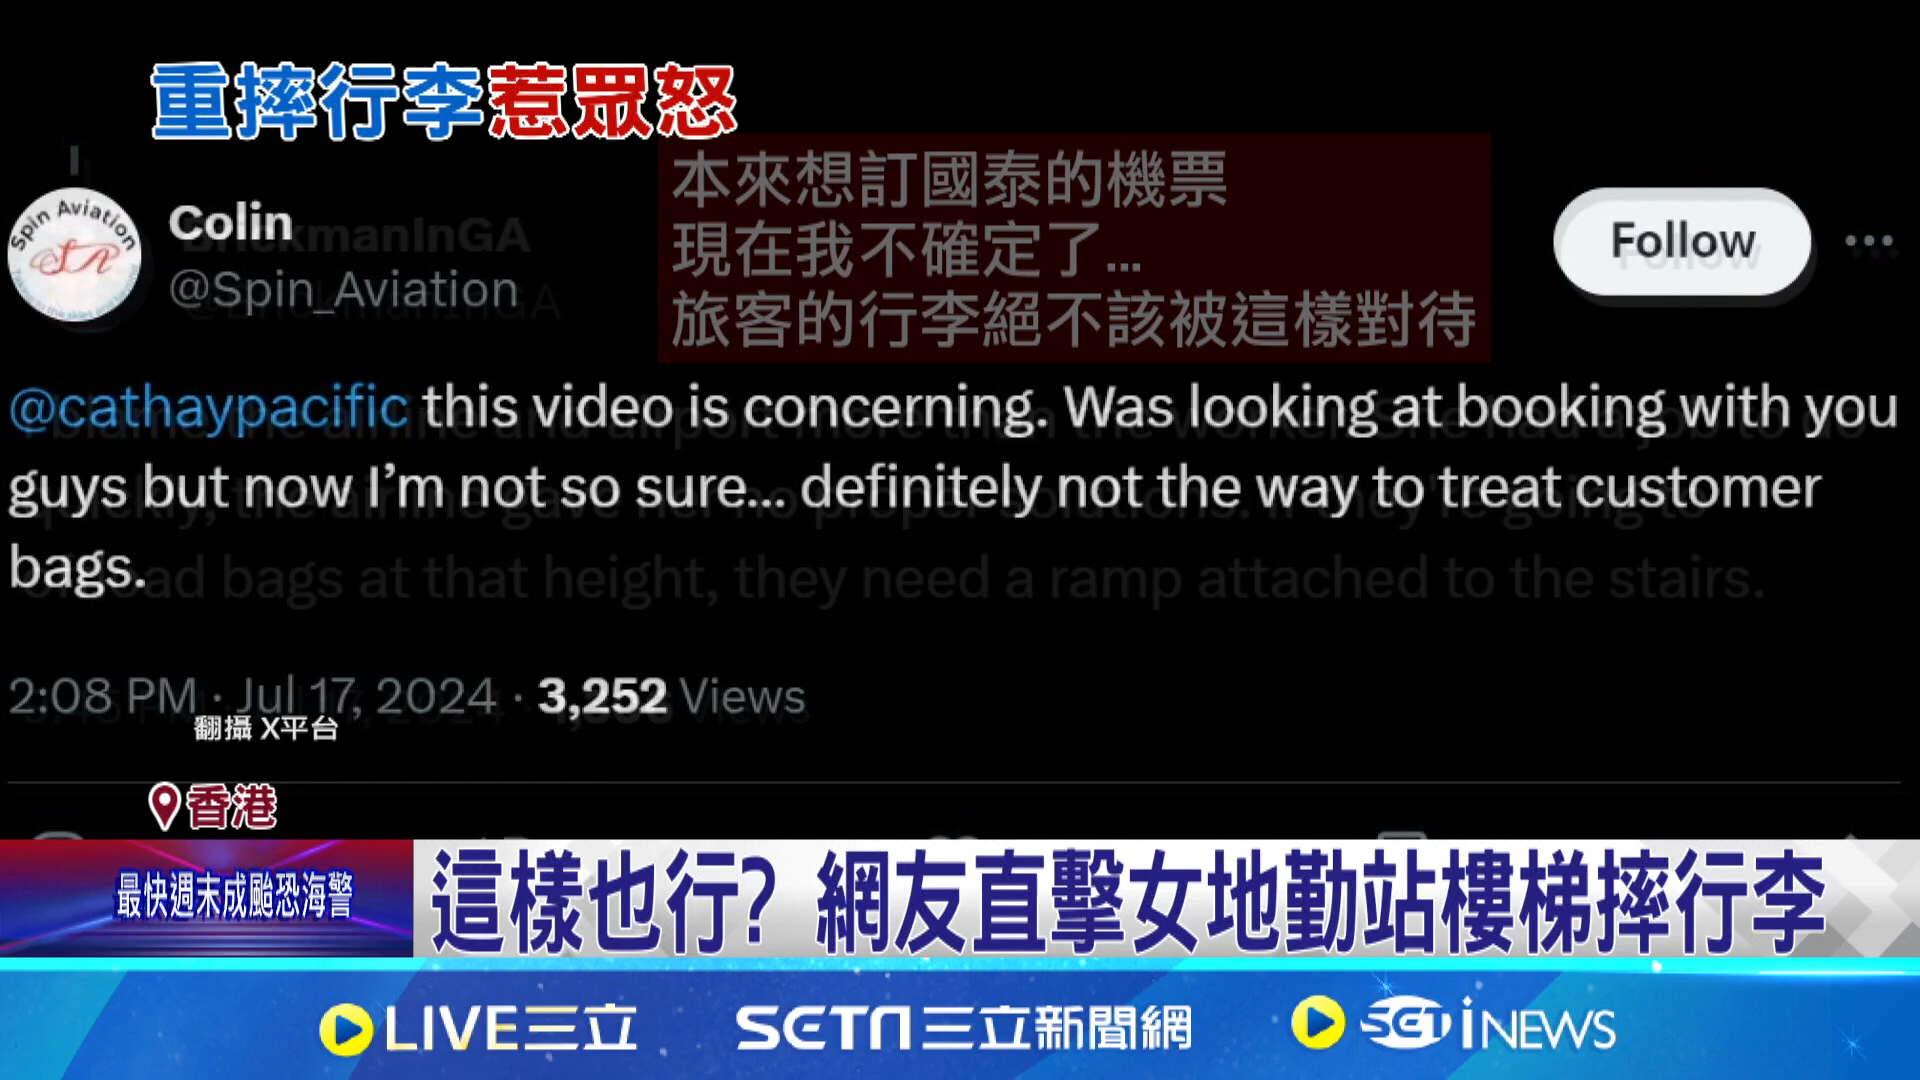 重摔行李惹眾怒
本來想訂國泰的機票
現在我不確定了...
旅客的行李絕不該被這樣對待
Spin Aviation
Colin
@Spin_Aviation
Follow
@cathaypacific this video is concerning. Was looking at booking with you
guys but now I'm not so sure... definitely not the way to treat customer
bags.
2:08 PM · Jul 17, 2024 · 3,252 Views
翻攝 X平台
香港
最快週末成颱恐海警
這樣也行? 網友直擊女地勤站樓梯摔行李
LIVE三立
SETN三立新聞網
SET iNEWS